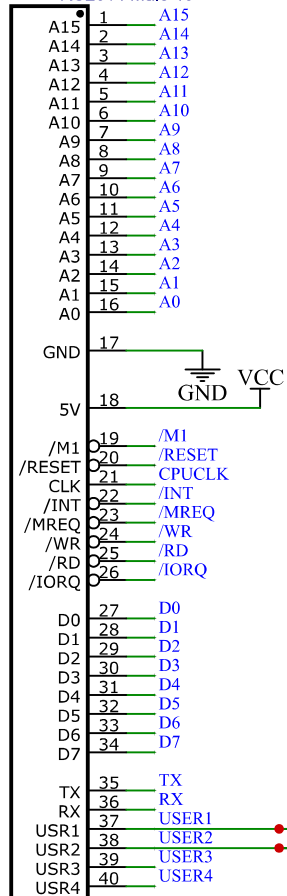 A15 1 A15
A14 2 A14
A13 3 A13
A12 4 A12
A11 5 A11
A10 6 A10
A9 7 A9
A8 8 A8
A7 9 A7
A6 10 A6
A5 11 A5
A4 12 A4
A3 13 A3
A2 14 A2
A1 15 A1
A0 16 A0
GND 17
GND
VCC
5V 18
/M1 19 /M1
/RESET 20 /RESET
CLK 21 CPUCLK
/INT 22 /INT
/MREQ 23 /MREQ
/WR 24 /WR
/RD 25 /RD
/IORQ 26 /IORQ
D0 27 D0
D1 28 D1
D2 29 D2
D3 30 D3
D4 31 D4
D5 32 D5
D6 33 D6
D7 34 D7
TX 35 TX
RX 36 RX
USR1 37 USER1
USR2 38 USER2
USR3 39 USER3
USR4 40 USER4